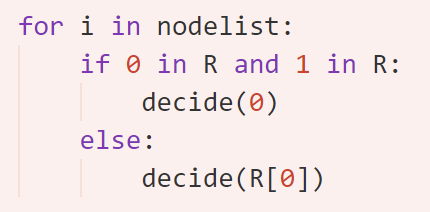 for i in nodelist:
    if 0 in R and 1 in R:
        decide(0)
    else:
        decide(R[0])